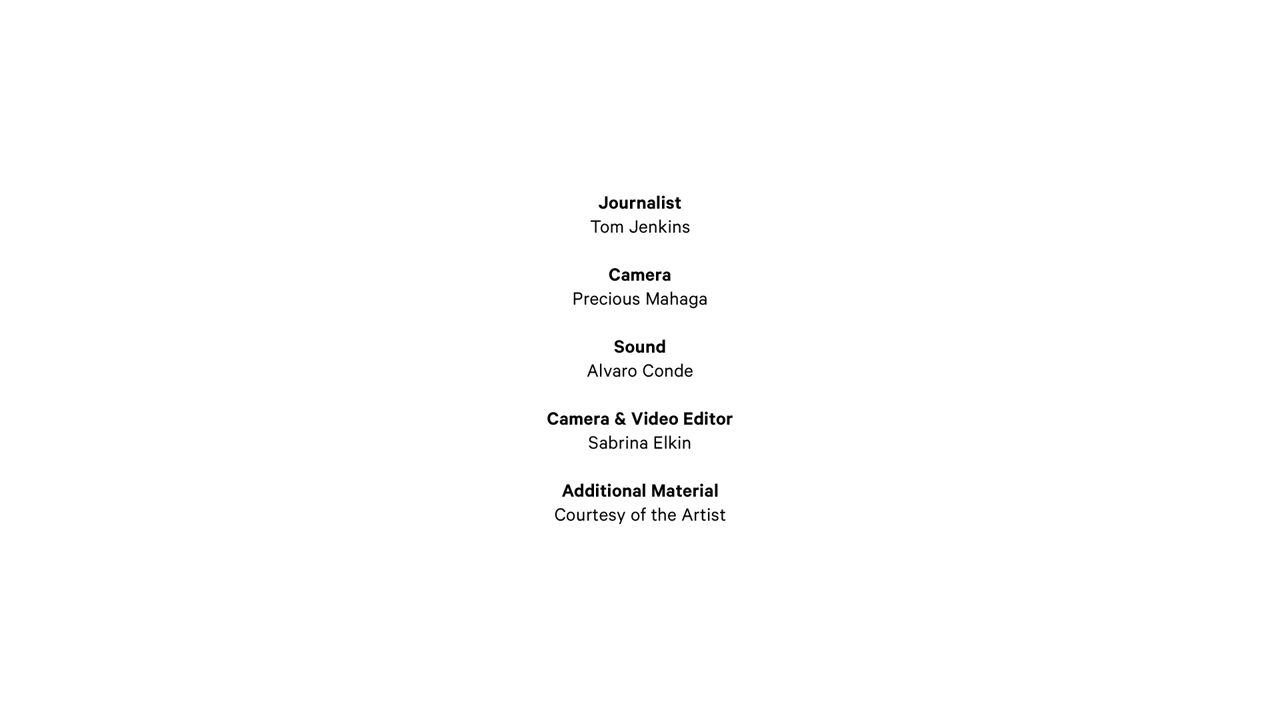 Journalist
Tom Jenkins
Camera
Precious Mahaga
Sound
Alvaro Conde
Camera & Video Editor
Sabrina Elkin
Additional Material
Courtesy of the Artist